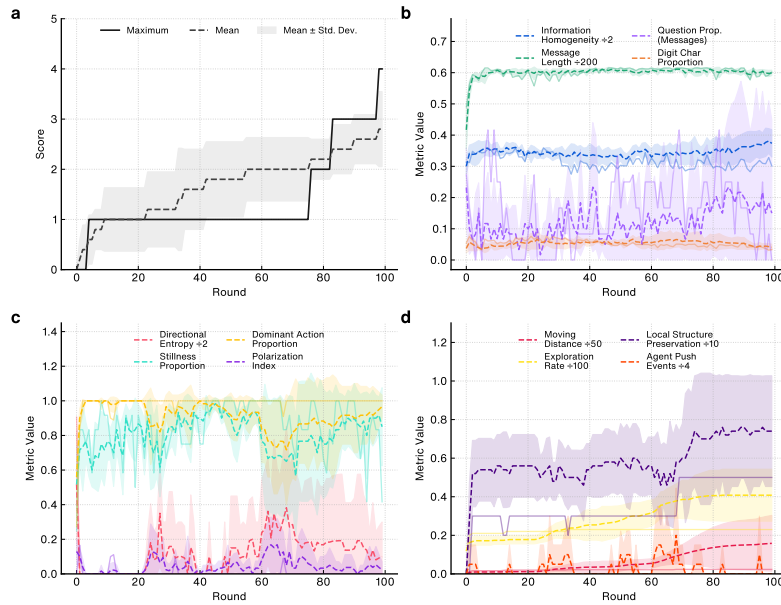 a
Maximum
Mean
Mean ± Std. Dev.
5
4
3
2
1
0
Score
0
20
40
60
80
100
Round
b
Information
Homogeneity ÷2
Message
Length ÷200
Question Prop.
(Messages)
Digit Char
Proportion
0.7
0.6
0.5
0.4
0.3
0.2
0.1
0.0
Metric Value
0
20
40
60
80
100
Round
c
Directional
Entropy ÷2
Stillness
Proportion
Dominant Action
Proportion
Polarization
Index
1.4
1.2
1.0
0.8
0.6
0.4
0.2
0.0
Metric Value
0
20
40
60
80
100
Round
d
Moving
Distance ÷50
Exploration
Rate ÷100
Local Structure
Preservation ÷10
Agent Push
Events ÷4
1.2
1.0
0.8
0.6
0.4
0.2
0.0
Metric Value
0
20
40
60
80
100
Round